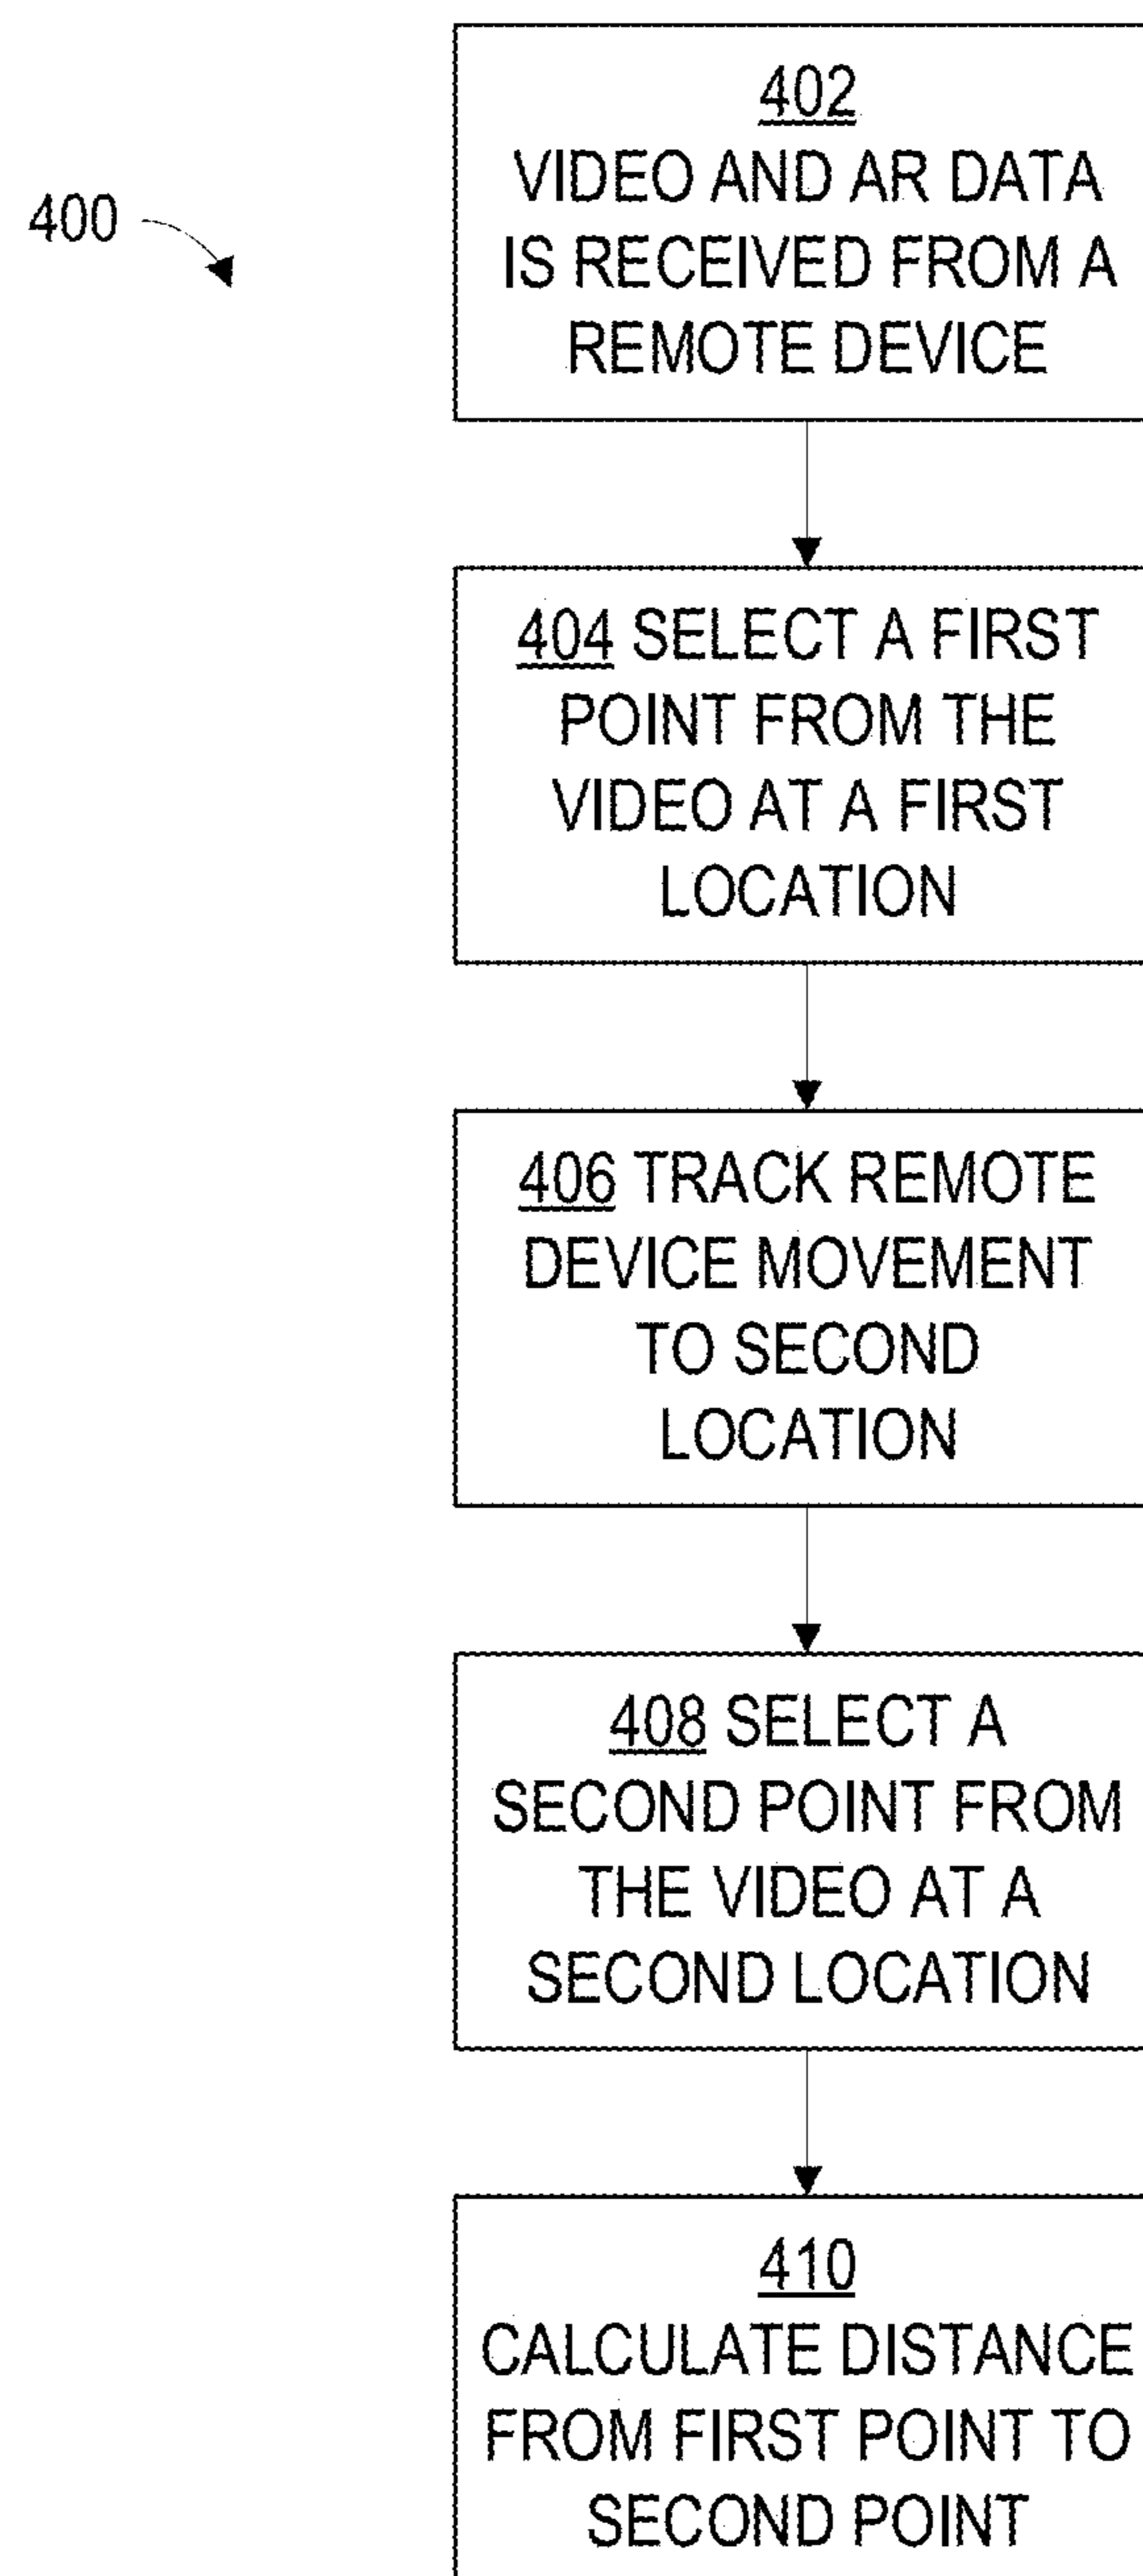 402
VIDEO AND AR DATA
IS RECEIVED FROM A
REMOTE DEVICE
400
404 SELECT A FIRST
POINT FROM THE
VIDEO AT A FIRST
LOCATION
406 TRACK REMOTE
DEVICE MOVEMENT
TO SECOND
LOCATION
408 SELECT A
SECOND POINT FROM
THE VIDEO AT A
SECOND LOCATION
410
CALCULATE DISTANCE
FROM FIRST POINT TO
SECOND POINT